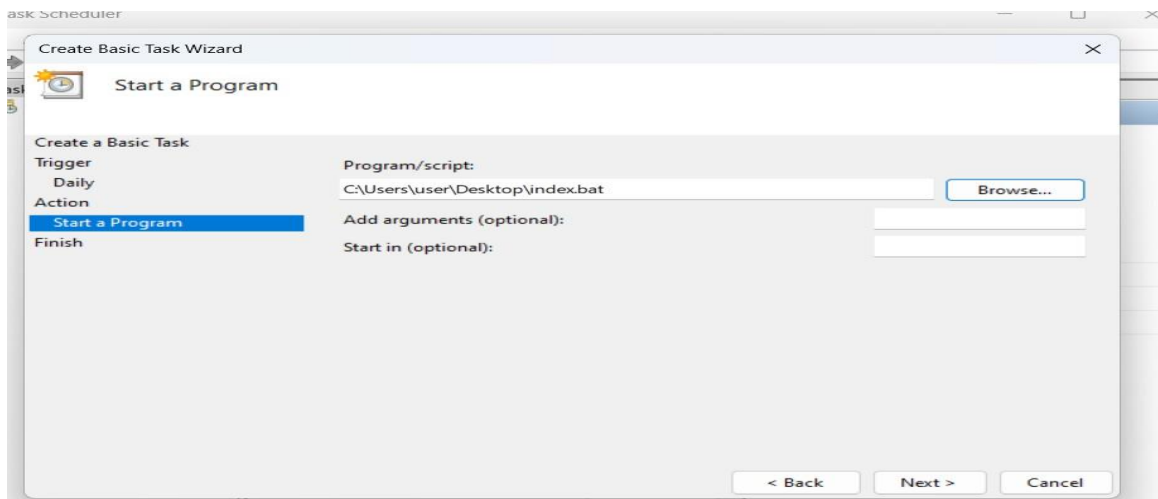 ask Scheduler
Create Basic Task Wizard
Start a Program
Create a Basic Task
Trigger
Daily
Action
Start a Program
Finish
Program/script:
C:\Users\user\Desktop\index.bat
Browse...
Add arguments (optional):
Start in (optional):
< Back
Next >
Cancel